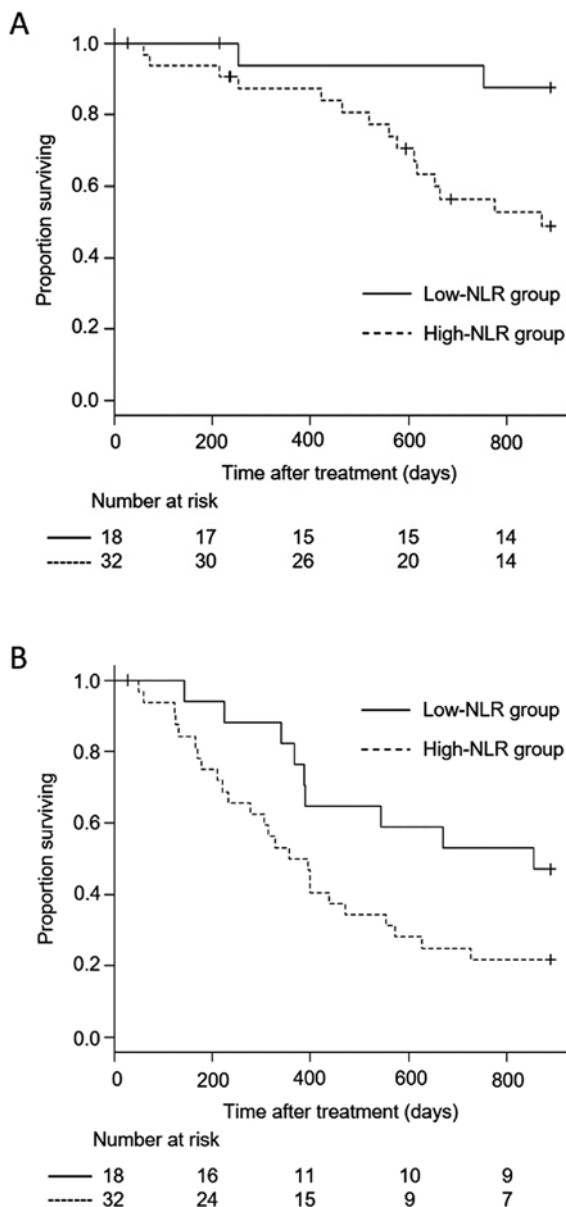 A
1.0
0.8
0.6
0.4
0.2
0.0
Proportion surviving
Low-NLR group
High-NLR group
0 200 400 600 800
Time after treatment (days)
Number at risk
18 17 15 15 14
32 30 26 20 14
B
1.0
0.8
0.6
0.4
0.2
0.0
Proportion surviving
Low-NLR group
High-NLR group
0 200 400 600 800
Time after treatment (days)
Number at risk
18 16 11 10 9
32 24 15 9 7